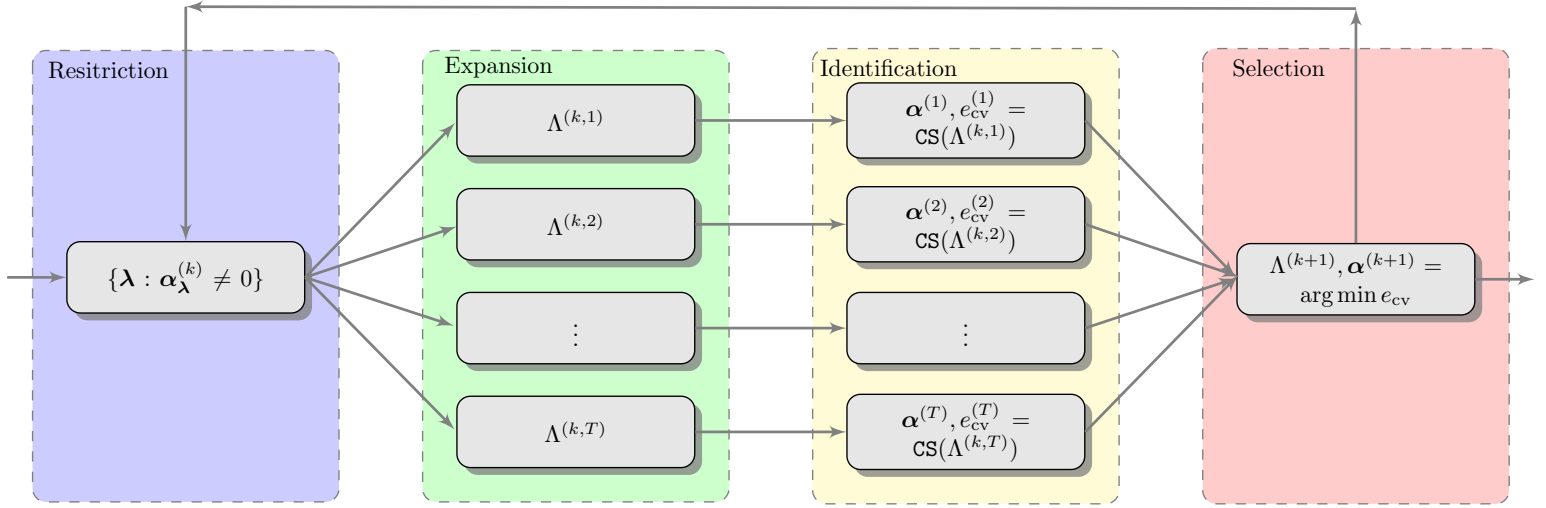 Resitriction
{λ : α_λ^(k) ≠ 0}
Expansion
Λ^(k,1)
Λ^(k,2)
⋮
Λ^(k,T)
Identification
α^(1), e_cv^(1) =
CS(Λ^(k,1))
α^(2), e_cv^(2) =
CS(Λ^(k,2))
⋮
α^(T), e_cv^(T) =
CS(Λ^(k,T))
Selection
Λ^(k+1), α^(k+1) =
arg min e_cv